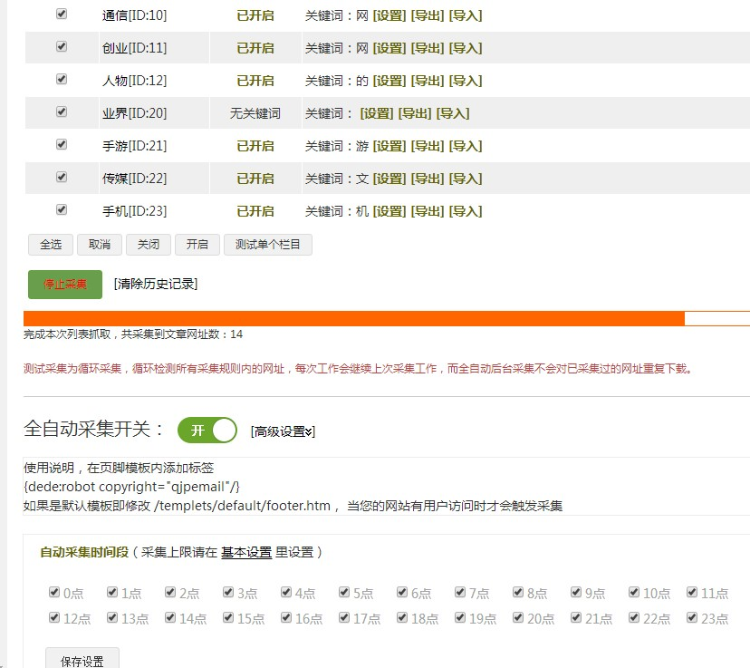 通信[ID:10] 已开启 关键词：网 [设置] [导出] [导入]
创业[ID:11] 已开启 关键词：网 [设置] [导出] [导入]
人物[ID:12] 已开启 关键词：的 [设置] [导出] [导入]
业界[ID:20] 无关键词 关键词： [设置] [导出] [导入]
手游[ID:21] 已开启 关键词：游 [设置] [导出] [导入]
传媒[ID:22] 已开启 关键词：文 [设置] [导出] [导入]
手机[ID:23] 已开启 关键词：机 [设置] [导出] [导入]
全选 取消 关闭 开启 测试单个栏目
停止采集 [清除历史记录]
完成本次列表抓取，共采集到文章网址数：14
测试采集为循环采集，循环检测所有采集规则内的网址，每次工作会继续上次采集工作，而全自动后台采集不会对已采集过的网址重复下载。
全自动采集开关： 开 [高级设置]
使用说明，在页脚模板内添加标签
{dede:robot copyright="qjpemail"/}
如果是默认模板即修改 /templets/default/footer.htm， 当您的网站有用户访问时才会触发采集
自动采集时间段（采集上限请在 基本设置 里设置）
0点 1点 2点 3点 4点 5点 6点 7点 8点 9点 10点 11点
12点 13点 14点 15点 16点 17点 18点 19点 20点 21点 22点 23点
保存设置